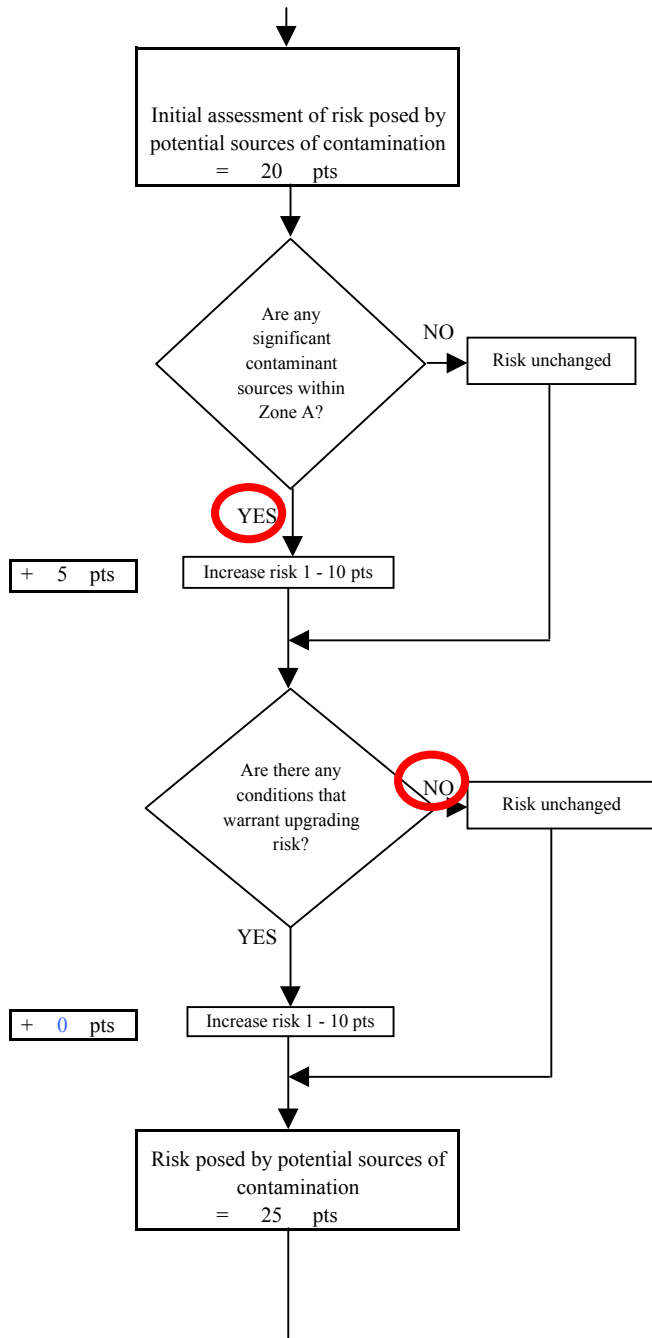 Initial assessment of risk posed by
potential sources of contamination
= 20 pts
Are any
significant
contaminant
sources within
Zone A?
NO
Risk unchanged
YES
+ 5 pts
Increase risk 1 - 10 pts
Are there any
conditions that
warrant upgrading
risk?
NO
Risk unchanged
YES
+ 0 pts
Increase risk 1 - 10 pts
Risk posed by potential sources of
contamination
= 25 pts